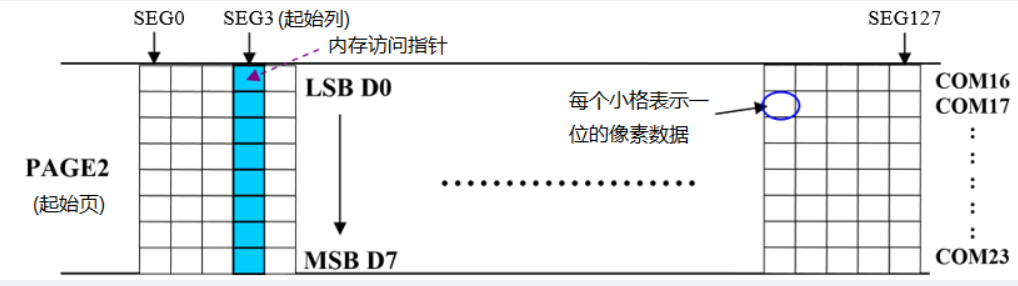 SEG0 SEG3 (起始列) SEG127
内存访问指针
LSB D0 COM16
每个小格表示一 COM17
位的像素数据
PAGE2
(起始页)
MSB D7 COM23